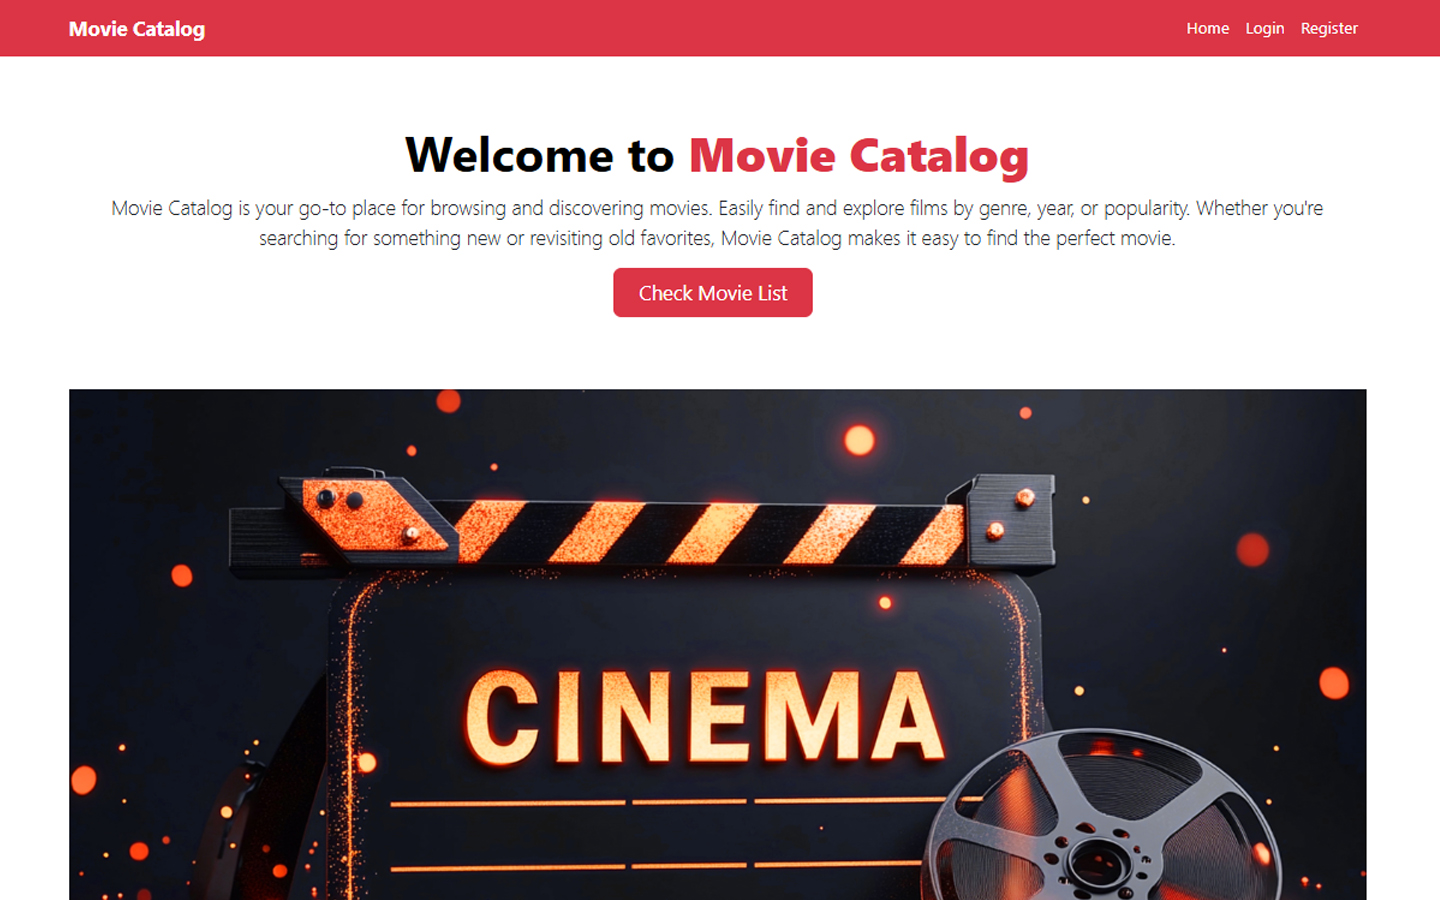 Movie Catalog
Home Login Register
Welcome to Movie Catalog
Movie Catalog is your go-to place for browsing and discovering movies. Easily find and explore films by genre, year, or popularity. Whether you're
searching for something new or revisiting old favorites, Movie Catalog makes it easy to find the perfect movie.
Check Movie List
CINEMA